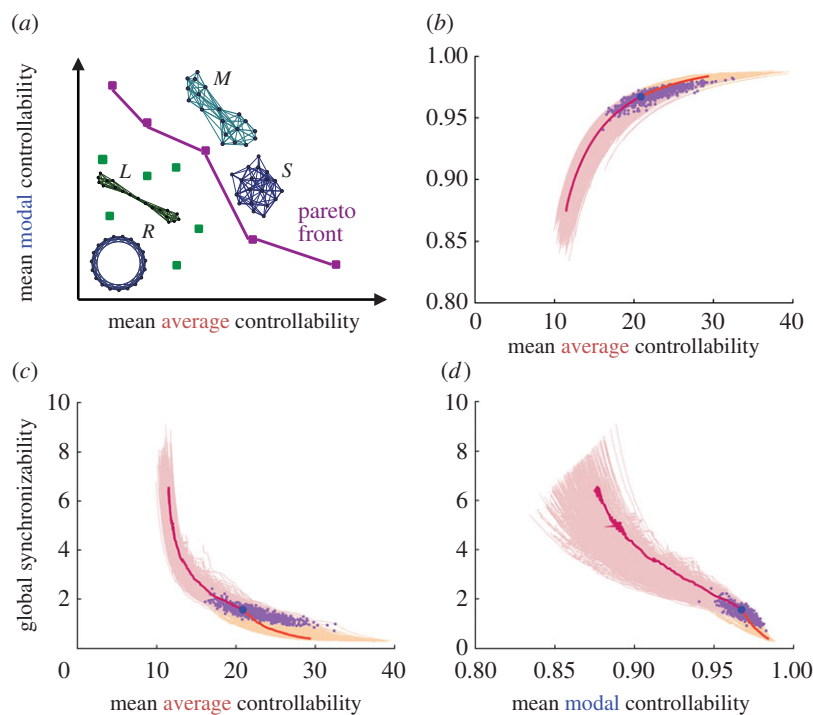 (a)
mean modal controllability
M
L
S
R
pareto
front
mean average controllability
(b)
1.00
0.95
0.90
0.85
0.80
0 10 20 30 40
mean average controllability
(c)
global synchronizability
10
8
6
4
2
0 10 20 30 40
mean average controllability
(d)
10
8
6
4
2
0
0.80 0.85 0.90 0.95 1.00
mean modal controllability